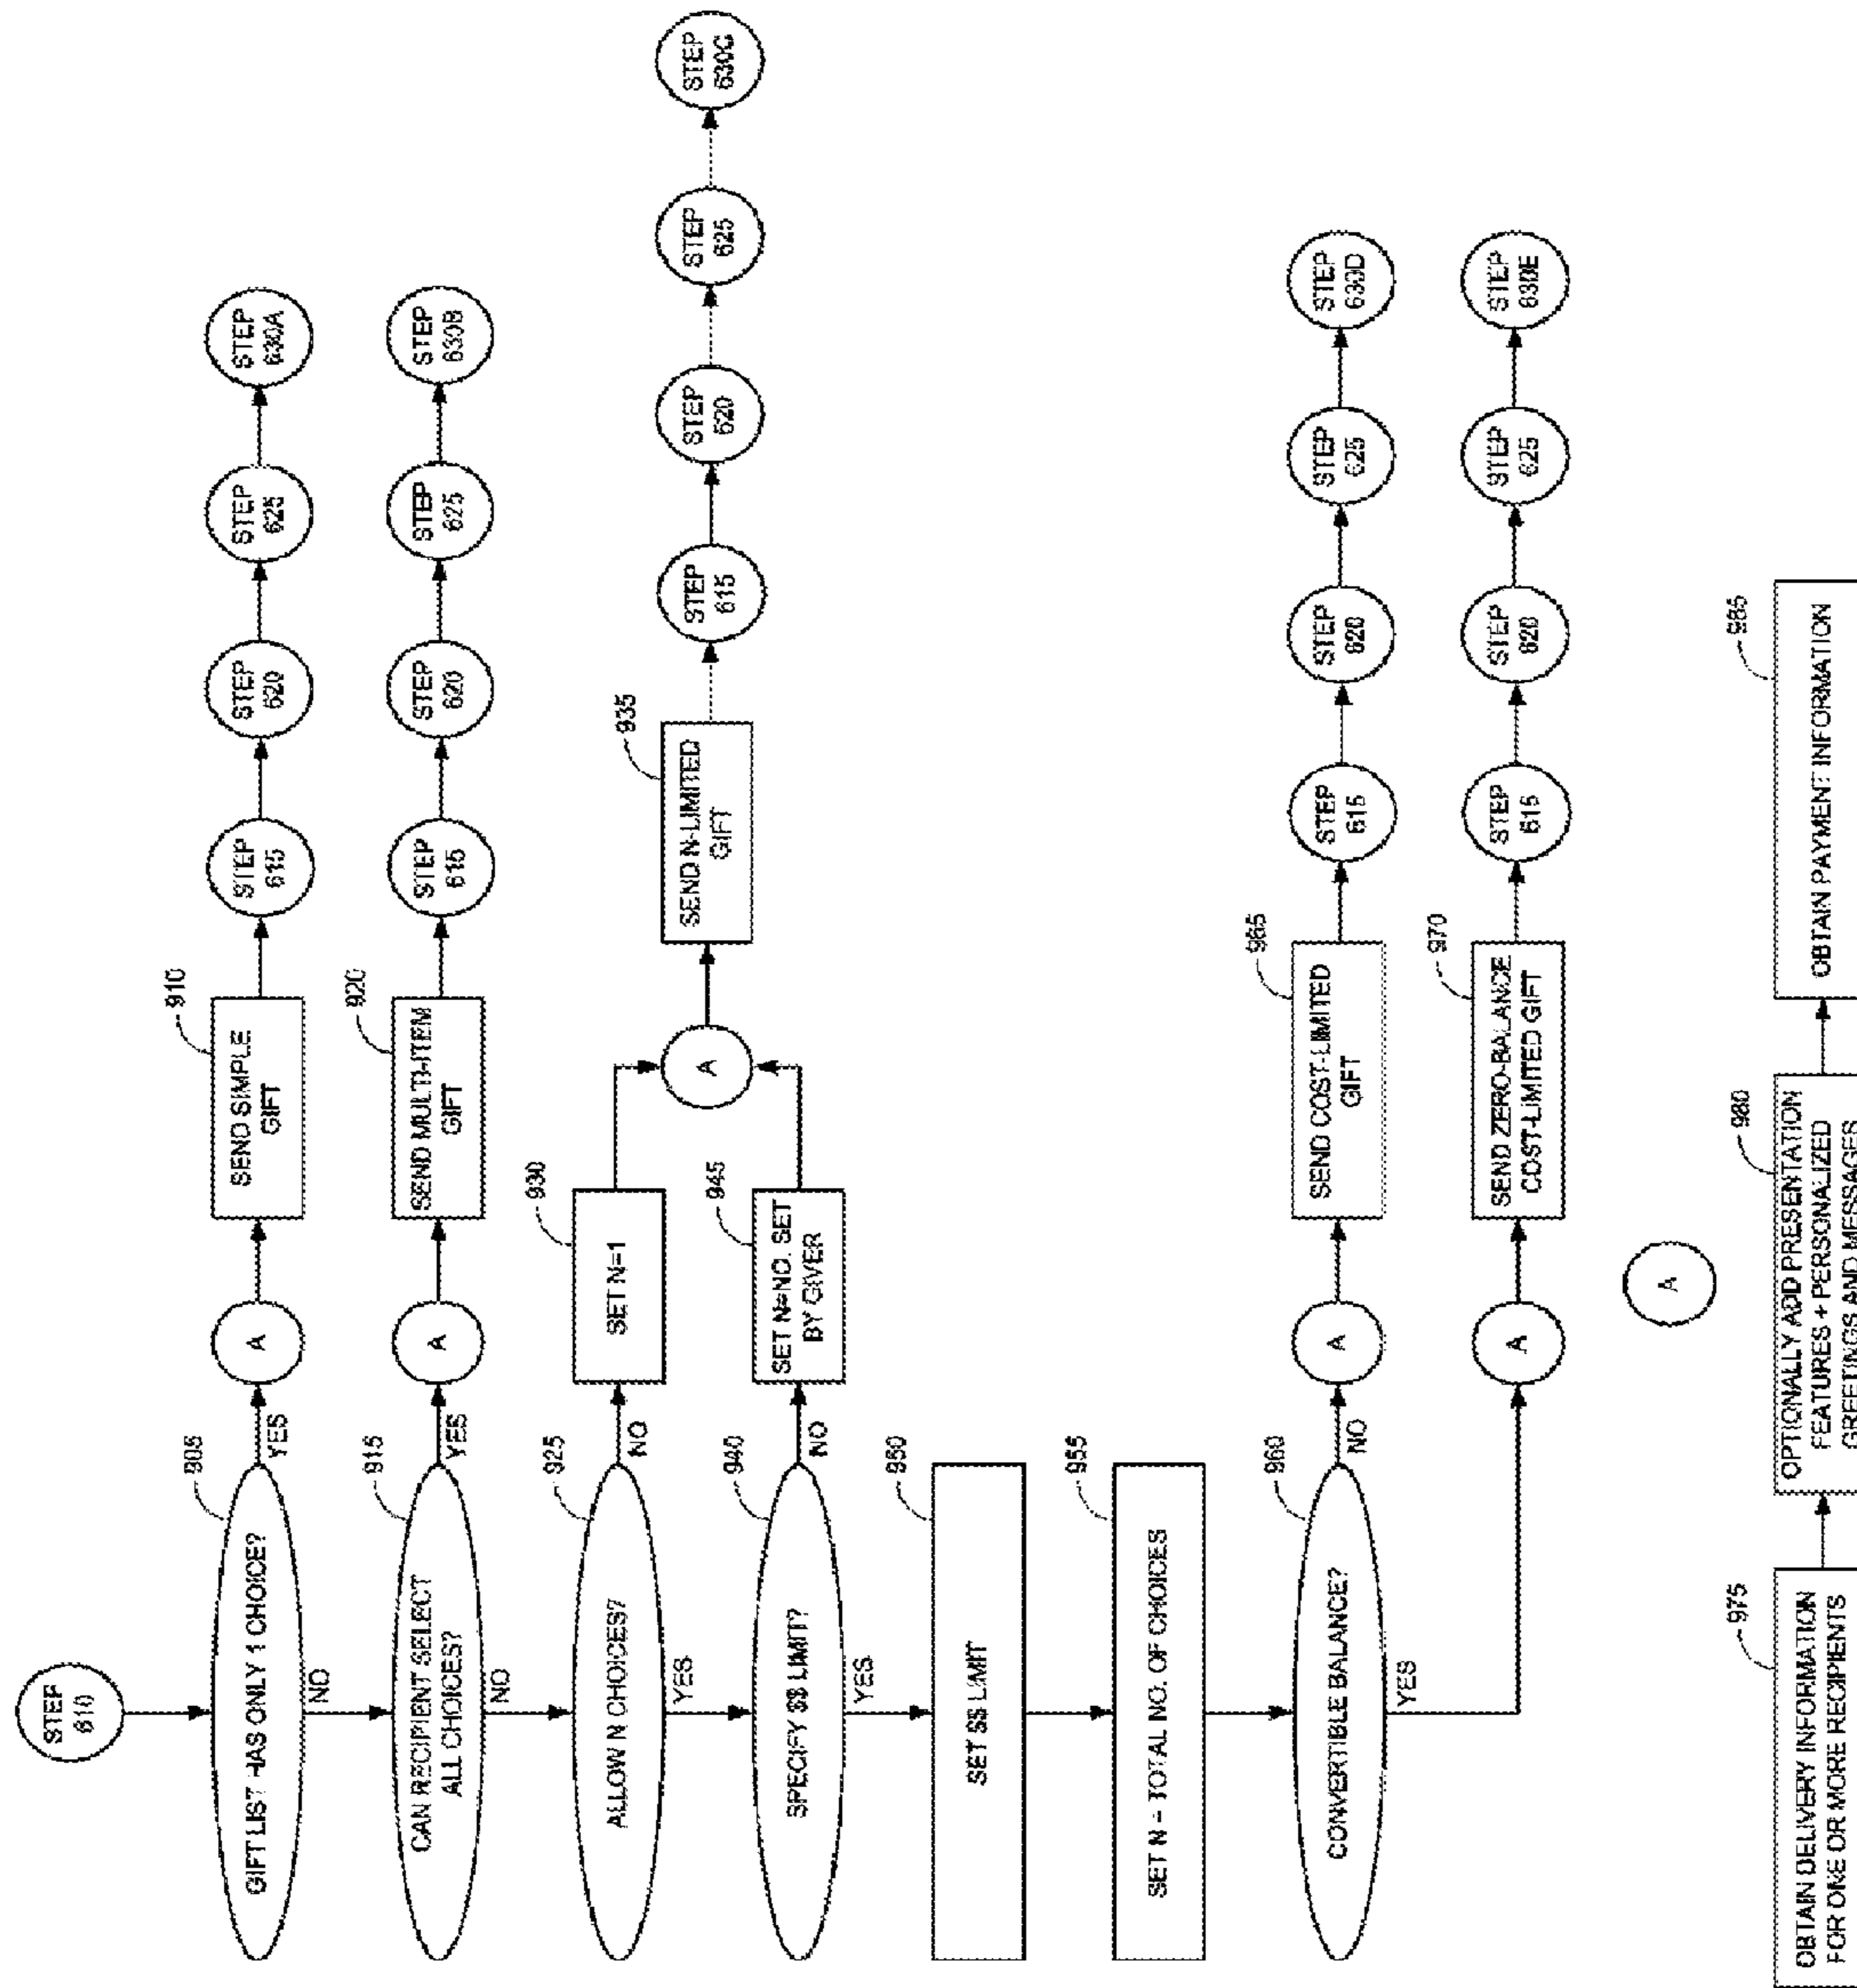 STEP
610
GIFT LIST HAS ONLY 1 CHOICE?
905
YES
NO
A
SEND SIMPLE
GIFT
910
STEP
615
STEP
620
STEP
625
STEP
630A
CAN RECIPIENT SELECT
ALL CHOICES?
915
YES
NO
A
SEND MULTI-ITEM
GIFT
920
STEP
615
STEP
620
STEP
625
STEP
630B
ALLOW N CHOICES?
925
NO
YES
SET N=1
930
A
SEND N-LIMITED
GIFT
935
STEP
615
STEP
620
STEP
625
STEP
630C
SPECIFY $$ LIMIT?
940
NO
YES
SET N=NO. SET
BY GIVER
945
SET $$ LIMIT
950
SET N = TOTAL NO. OF CHOICES
955
CONVERTIBLE BALANCE?
960
NO
YES
A
SEND COST-LIMITED
GIFT
965
STEP
615
STEP
620
STEP
625
STEP
630D
A
SEND ZERO-BALANCE
COST-LIMITED GIFT
970
STEP
615
STEP
620
STEP
625
STEP
630E
A
OBTAIN DELIVERY INFORMATION
FOR ONE OR MORE RECIPIENTS
975
OPTIONALLY ADD PRESENTATION
FEATURES + PERSONALIZED
GREETINGS AND MESSAGES
980
OBTAIN PAYMENT INFORMATION
985